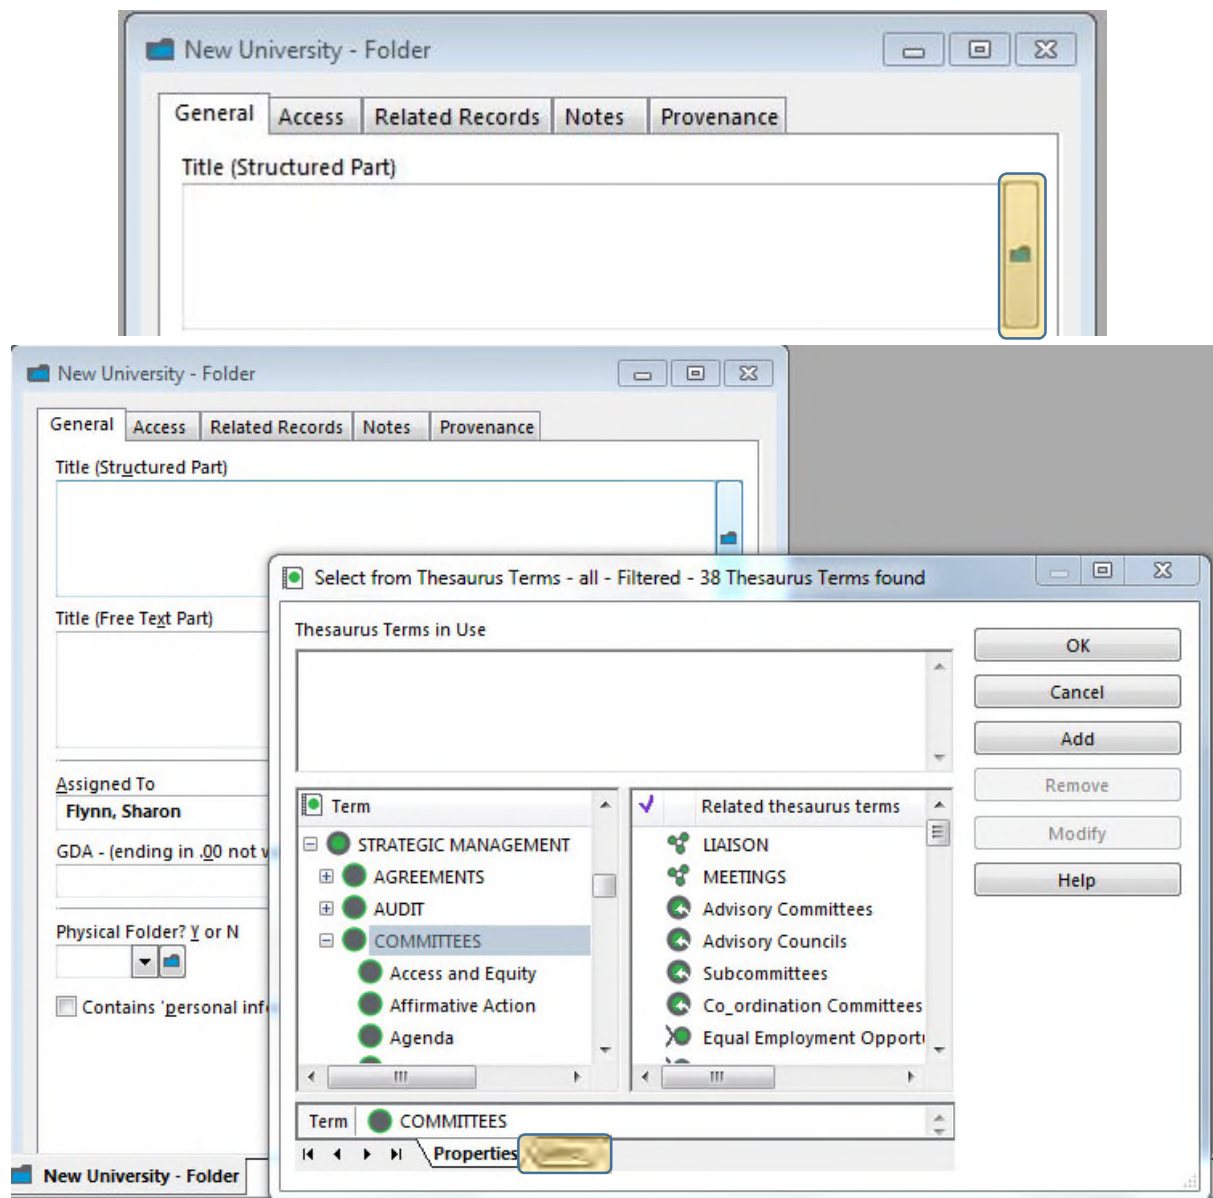 New University - Folder
General Access Related Records Notes Provenance
Title (Structured Part)
New University - Folder
General Access Related Records Notes Provenance
Title (Structured Part)
Title (Free Text Part)
Assigned To
Flynn, Sharon
GDA - (ending in .00 not
Physical Folder? Y or N
Contains 'personal inf
New University - Folder
Select from Thesaurus Terms - all - Filtered - 38 Thesaurus Terms found
Thesaurus Terms in Use
OK
Cancel
Add
Remove
Modify
Help
Term
STRATEGIC MANAGEMENT
AGREEMENTS
AUDIT
COMMITTEES
Access and Equity
Affirmative Action
Agenda
Related thesaurus terms
LIAISON
MEETINGS
Advisory Committees
Advisory Councils
Subcommittees
Co_ordination Committees
Equal Employment Opport
Term COMMITTEES
Properties